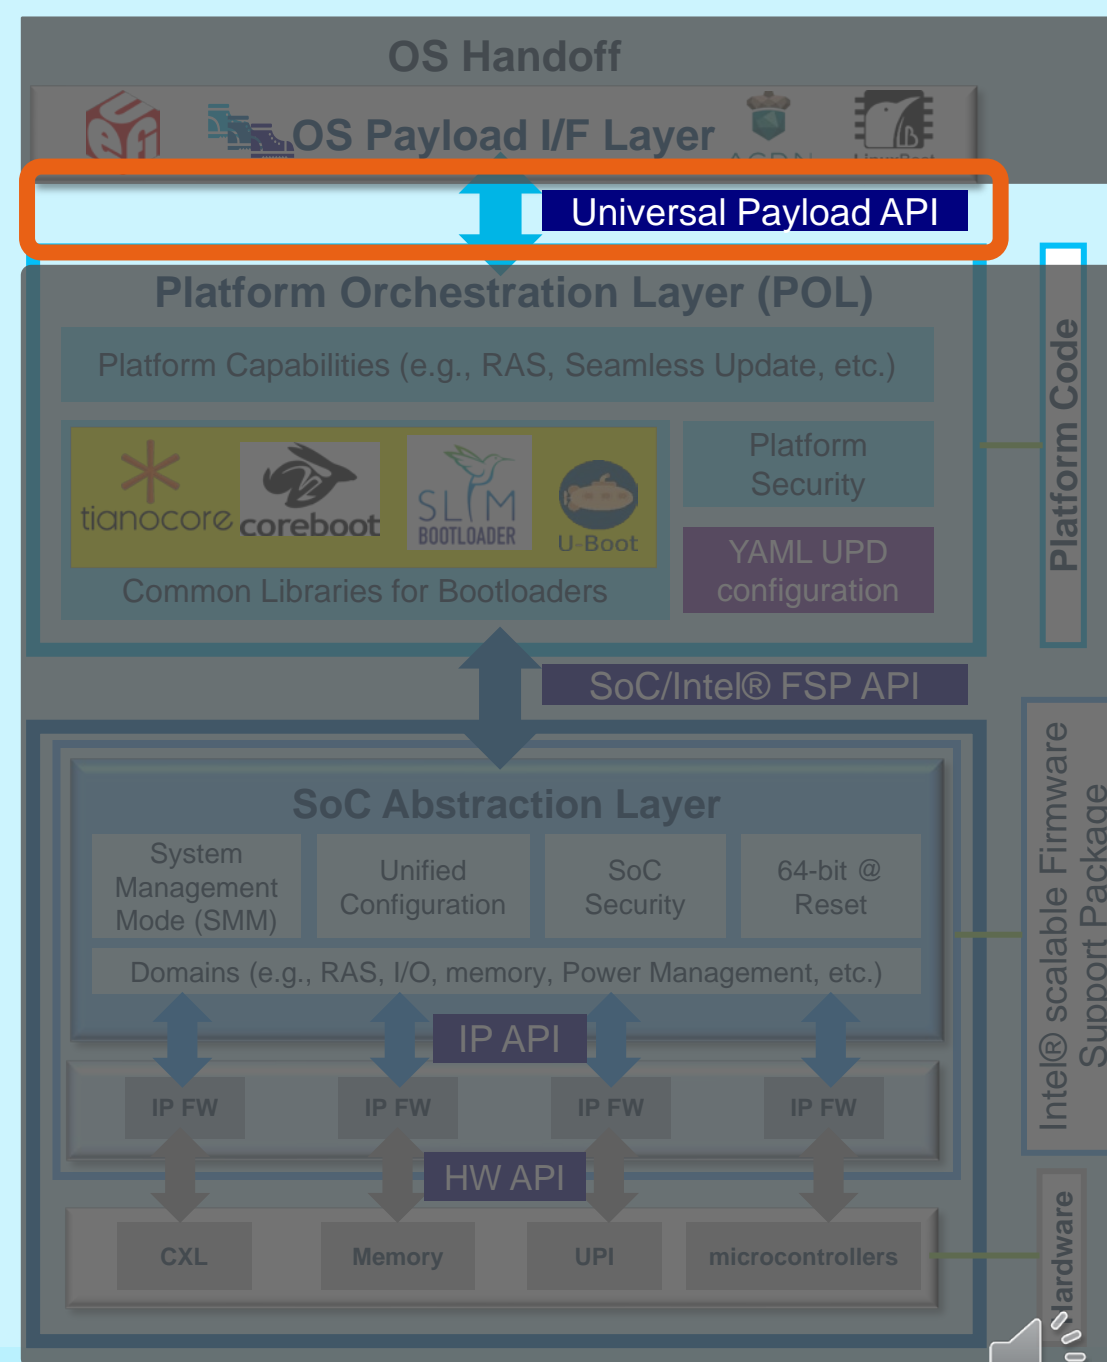 OS Handoff
UEFI
OS Payload I/F Layer
ACRN
LinuxBoot
Universal Payload API
Platform Orchestration Layer (POL)
Platform Capabilities (e.g., RAS, Seamless Update, etc.)
tianocore
coreboot
SLIM
BOOTLOADER
U-Boot
Common Libraries for Bootloaders
Platform
Security
YAML UPD
configuration
Platform Code
SoC/Intel® FSP API
SoC Abstraction Layer
System
Management
Mode (SMM)
Unified
Configuration
SoC
Security
64-bit @
Reset
Domains (e.g., RAS, I/O, memory, Power Management, etc.)
IP API
IP FW
IP FW
IP FW
IP FW
HW API
CXL
Memory
UPI
microcontrollers
Intel® scalable Firmware
Support Package
Hardware